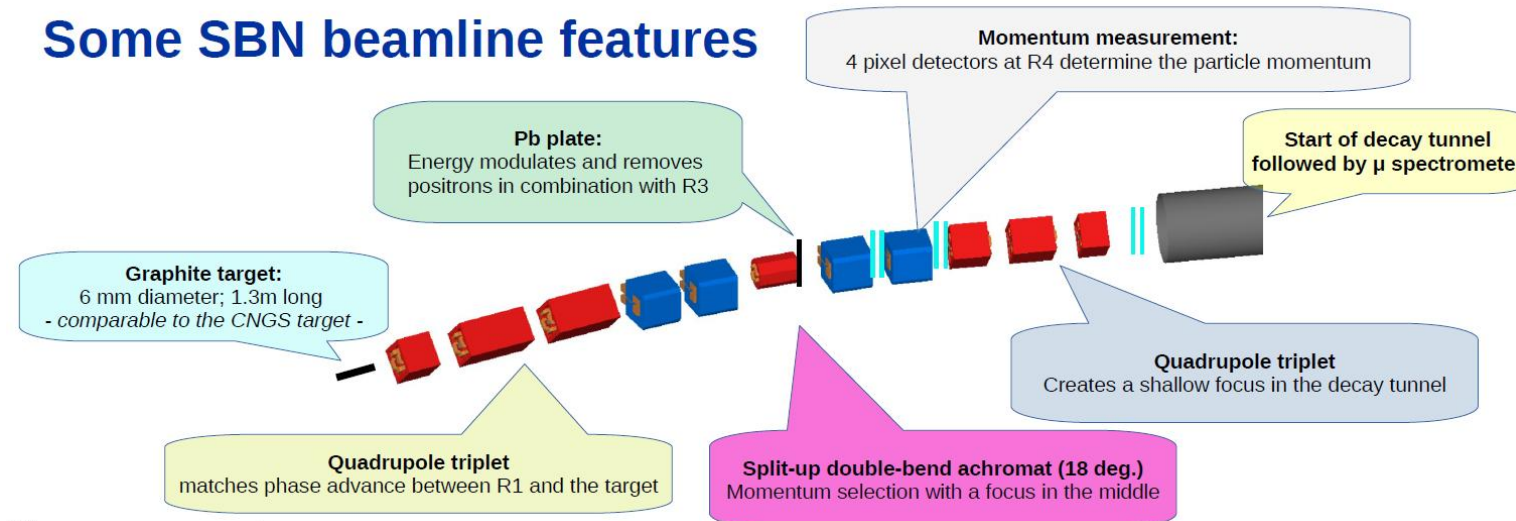 Some SBN beamline features
Momentum measurement:
4 pixel detectors at R4 determine the particle momentum
Pb plate:
Energy modulates and removes
positrons in combination with R3
Start of decay tunnel
followed by µ spectromete
Graphite target:
6 mm diameter; 1.3m long
- comparable to the CNGS target -
Quadrupole triplet
Creates a shallow focus in the decay tunnel
Quadrupole triplet
matches phase advance between R1 and the target
Split-up double-bend achromat (18 deg.)
Momentum selection with a focus in the middle